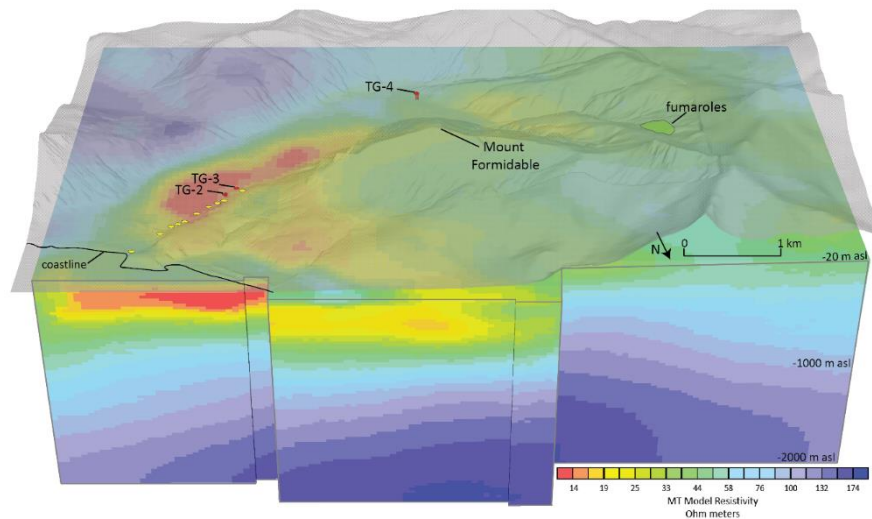 TG-4
fumaroles
Mount
Formidable
TG-3
TG-2
N
0 1 km
coastline
-20 m asl
-1000 m asl
-2000 m asl
14 19 25 33 44 58 76 100 132 174
MT Model Resistivity
Ohm meters